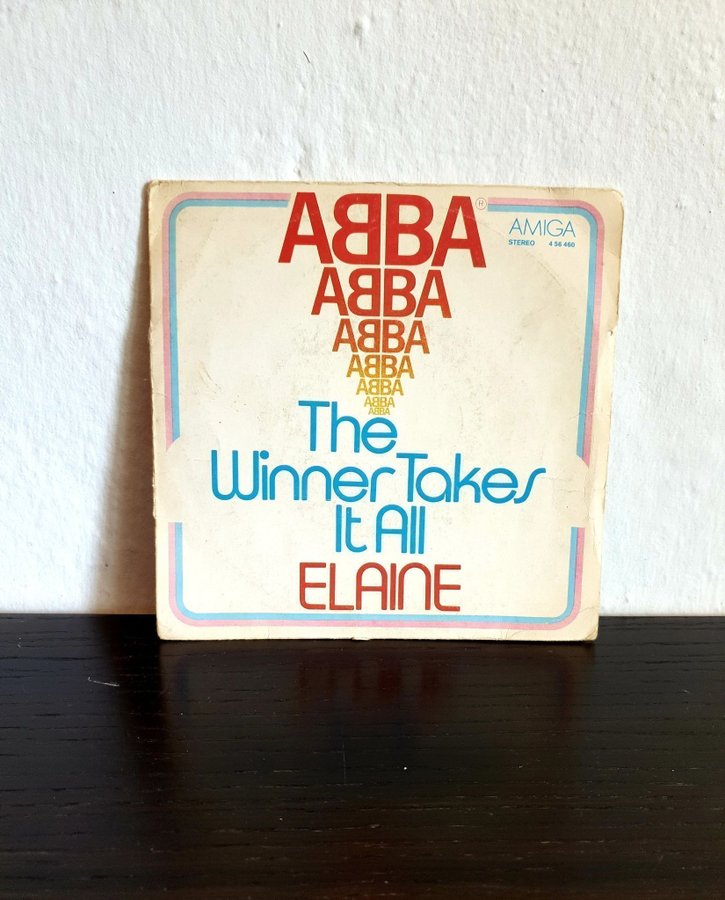 ABBA®
AMIGA
STEREO 4 56 460
ABBA
ABBA
ABBA
ABBA
ABBA
ABBA
The
Winner Takes
It All
ELAINE